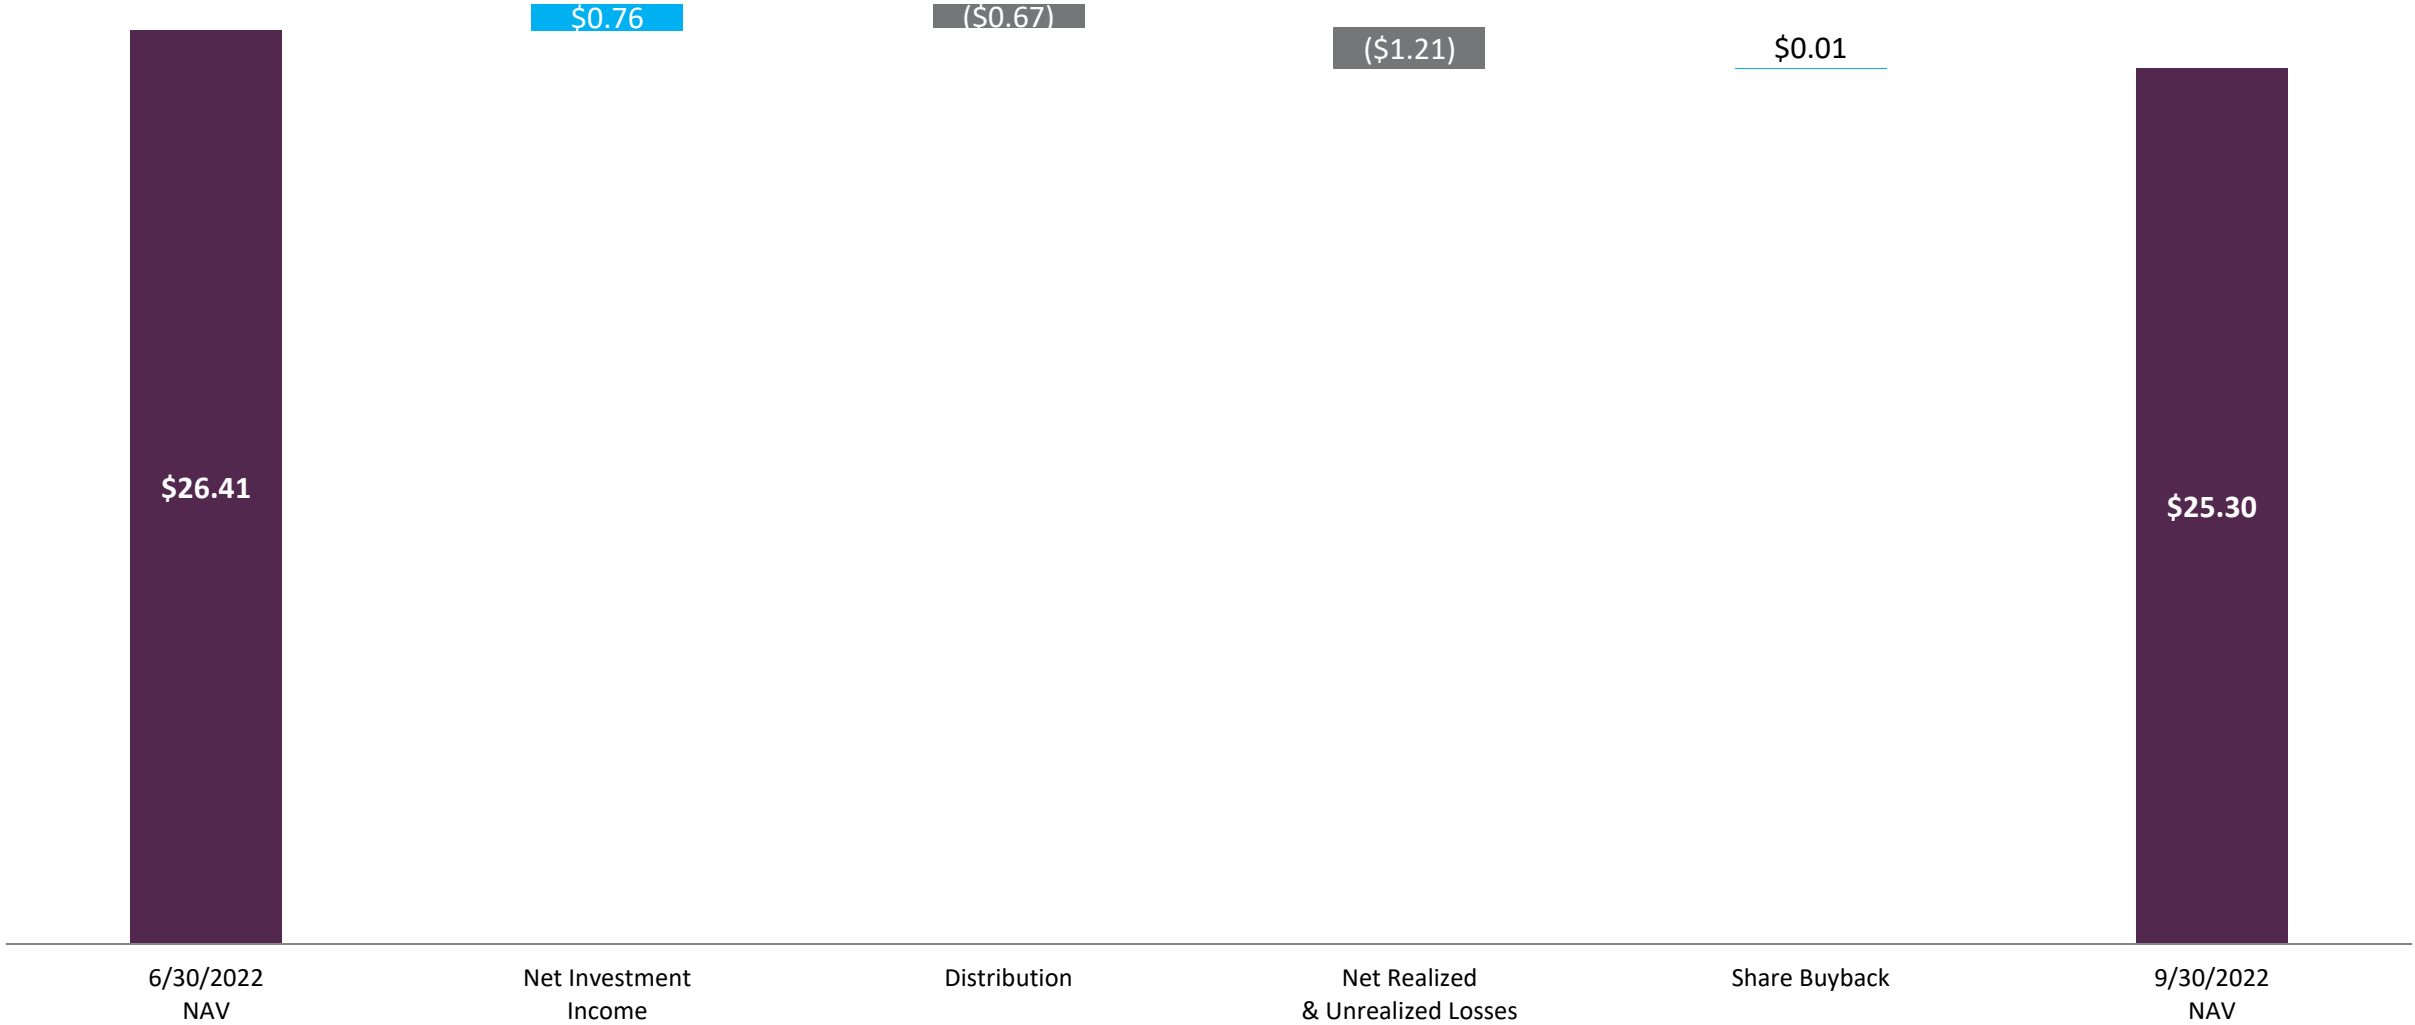 $0.76
($0.67)
($1.21)
$0.01
$26.41
$25.30
6/30/2022
NAV
Net Investment
Income
Distribution
Net Realized
& Unrealized Losses
Share Buyback
9/30/2022
NAV